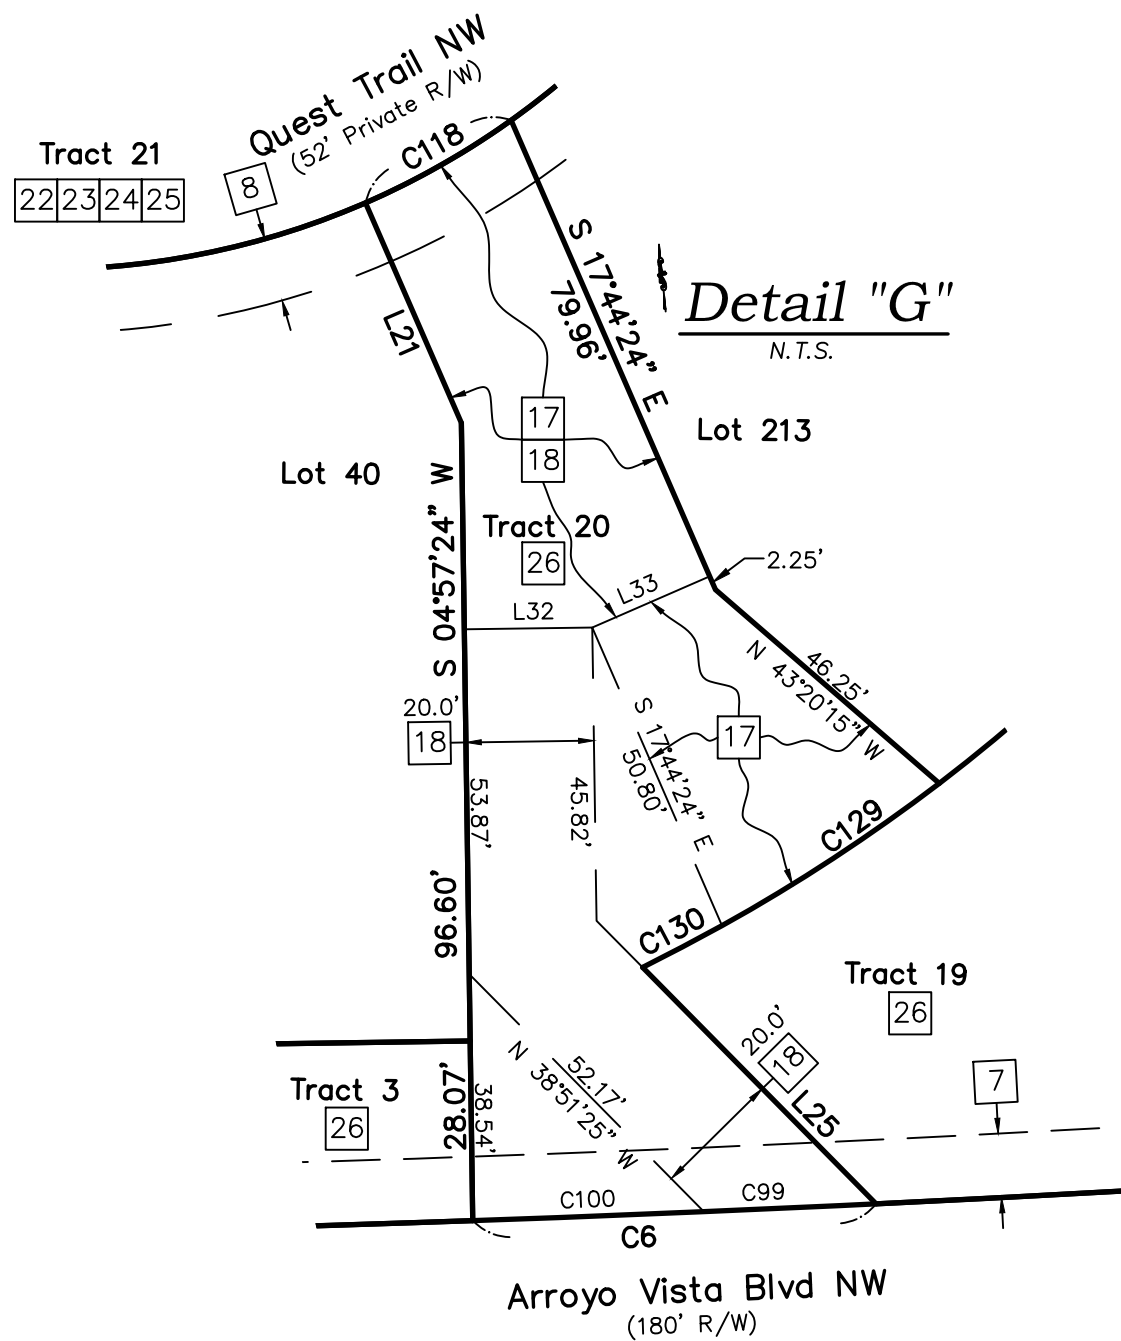 Quest Trail NW
(52' Private R/W)
C118
Tract 21
22 23 24 25
8
S 17°44'24" E
79.96'
L21
Detail "G"
N.T.S.
17
18
Lot 213
Lot 40
Tract 20
26
S 04°57'24" W
96.60'
2.25'
L33
L32
46.25'
N 43°20'15" W
20.0'
18
17
S 17°44'24" E
50.80'
53.87'
45.82'
C129
C130
Tract 19
26
20.0'
18
52.17'
N 38°51'25" W
Tract 3
26
28.07'
38.54'
L25
7
C100
C99
C6
Arroyo Vista Blvd NW
(180' R/W)